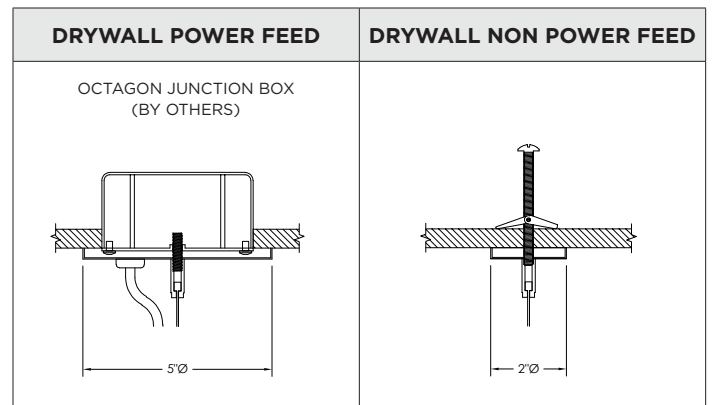 DRYWALL POWER FEED
DRYWALL NON POWER FEED
OCTAGON JUNCTION BOX
(BY OTHERS)
5"Ø
2"Ø